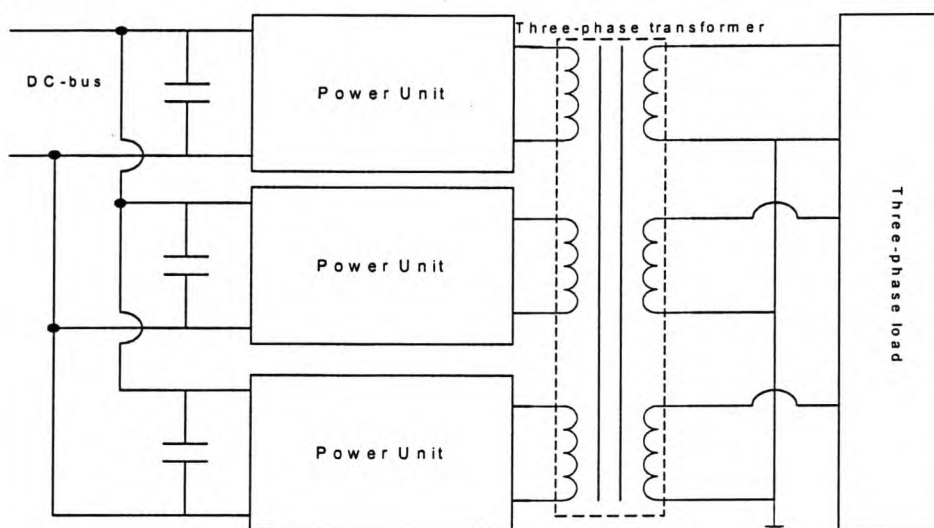 Three-phase transformer
DC-bus
Power Unit
Power Unit
Power Unit
Three-phase load